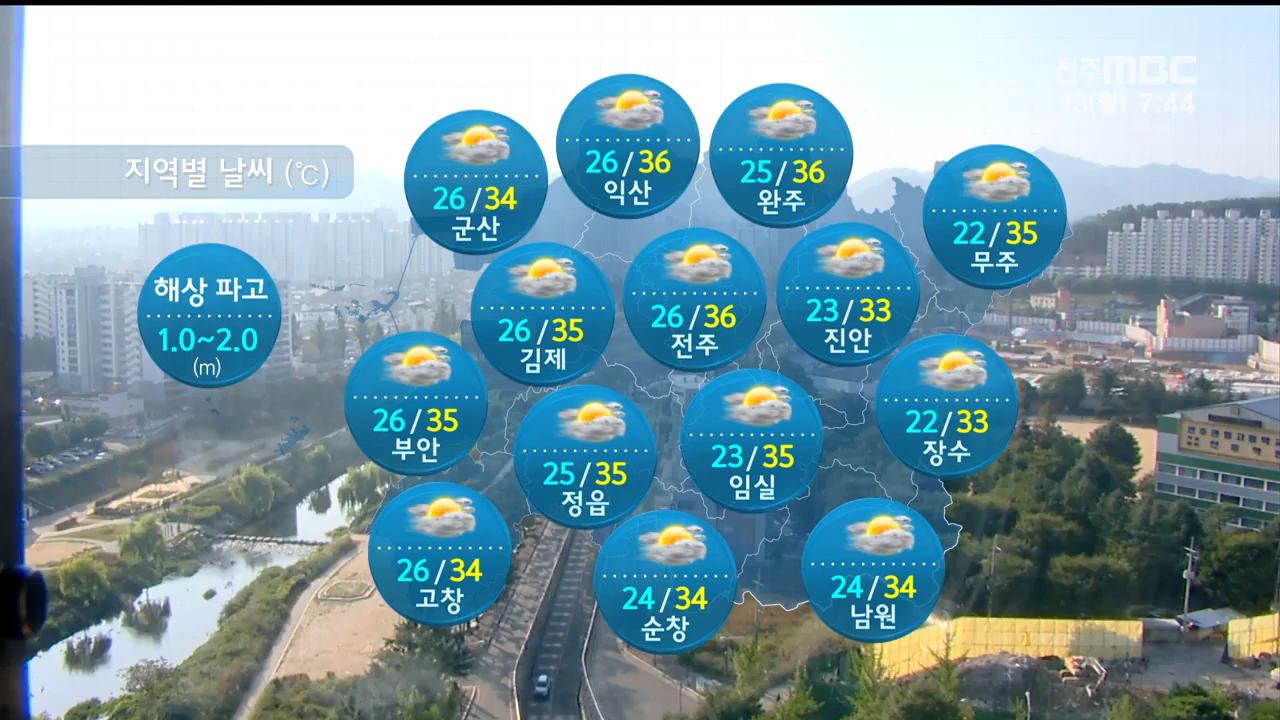 전주MBC
13(월) 7:44
지역별 날씨 (℃)
26/36
익산
25/36
완주
26/34
군산
22/35
무주
해상 파고
1.0~2.0
(m)
26/35
김제
26/36
전주
23/33
진안
26/35
부안
25/35
정읍
23/35
임실
22/33
장수
26/34
고창
24/34
순창
24/34
남원